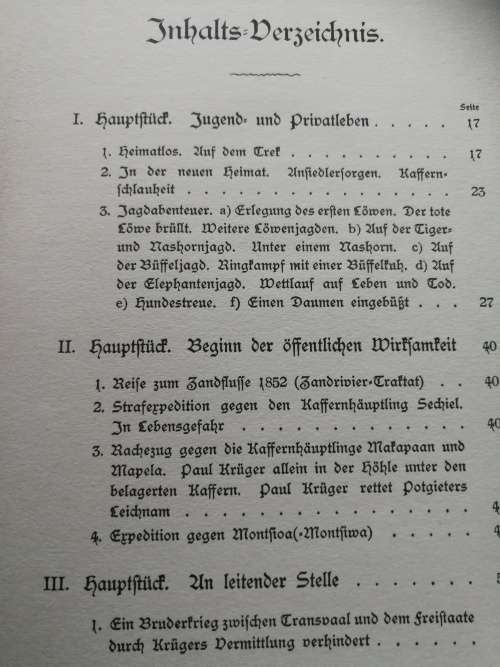 Inhalts-Verzeichnis.
Seite
I. Hauptstück. Jugend- und Privatleben . . . . . 17
1. Heimatlos. Auf dem Trek . . . . . . . . . . 17
2. In der neuen Heimat. Ansiedlersorgen. Kaffern-
schlauheit . . . . . . . . . . . . . . . . 23
3. Jagdabenteuer. a) Erlegung des ersten Löwen. Der tote
Löwe brüllt. Weitere Löwenjagden. b) Auf der Tiger-
und Nashornjagd. Unter einem Nashorn. c) Auf
der Büffeljagd. Ringkampf mit einer Büffelkuh. d) Auf
der Elephantenjagd. Wettlauf auf Leben und Tod.
e) Hundestreue. f) Einen Daumen eingebüßt . . . 27
II. Hauptstück. Beginn der öffentlichen Wirksamkeit 40
1. Reise zum Zandflusse 1852 (Zandrivier-Traktat) . . 40
2. Strafexpedition gegen den Kaffernhäuptling Sechiel.
In Lebensgefahr . . . . . . . . . . . . . 40
3. Rachezug gegen die Kaffernhäuptlinge Makapaan und
Mapela. Paul Krüger allein in der Höhle unter den
belagerten Kaffern. Paul Krüger rettet Potgieters
Leichnam . . . . . . . . . . . . . . . . 4
4. Expedition gegen Montsioa(-Montsiwa) . . . . . 4
III. Hauptstück. An leitender Stelle . . . . . . .
1. Ein Bruderkrieg zwischen Transvaal und dem Freistaate
durch Krügers Vermittlung verhindert . . . . . .